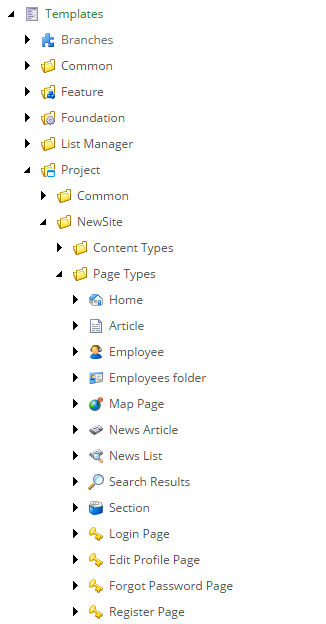 Templates
Branches
Common
Feature
Foundation
List Manager
Project
Common
NewSite
Content Types
Page Types
Home
Article
Employee
Employees folder
Map Page
News Article
News List
Search Results
Section
Login Page
Edit Profile Page
Forgot Password Page
Register Page